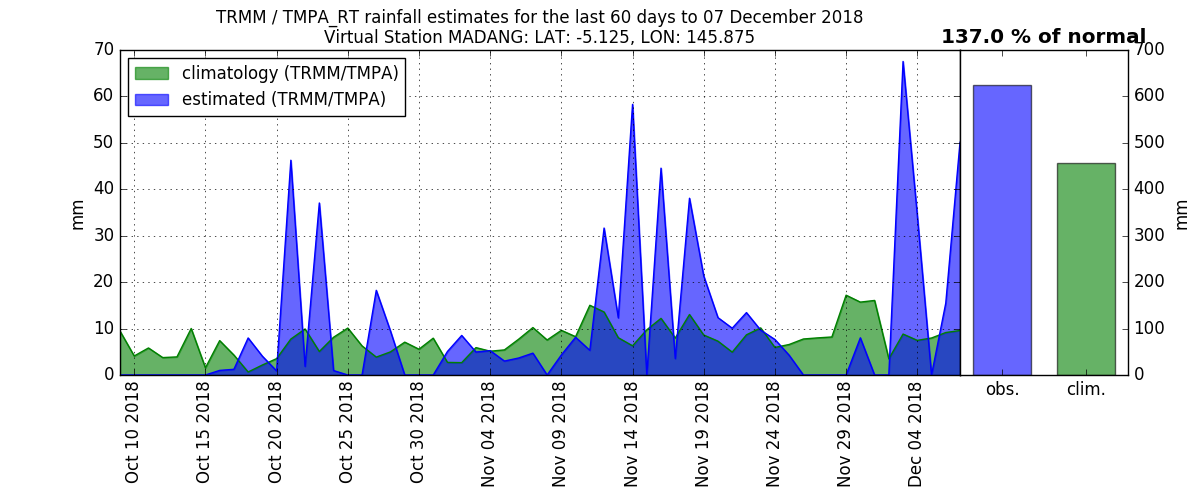 TRMM / TMPA_RT rainfall estimates for the last 60 days to 07 December 2018
Virtual Station MADANG: LAT: -5.125, LON: 145.875
137.0 % of normal
70
60
50
40
30
20
10
0
mm
climatology (TRMM/TMPA)
estimated (TRMM/TMPA)
700
600
500
400
300
200
100
0
mm
obs.
clim.
Oct 10 2018
Oct 15 2018
Oct 20 2018
Oct 25 2018
Oct 30 2018
Nov 04 2018
Nov 09 2018
Nov 14 2018
Nov 19 2018
Nov 24 2018
Nov 29 2018
Dec 04 2018